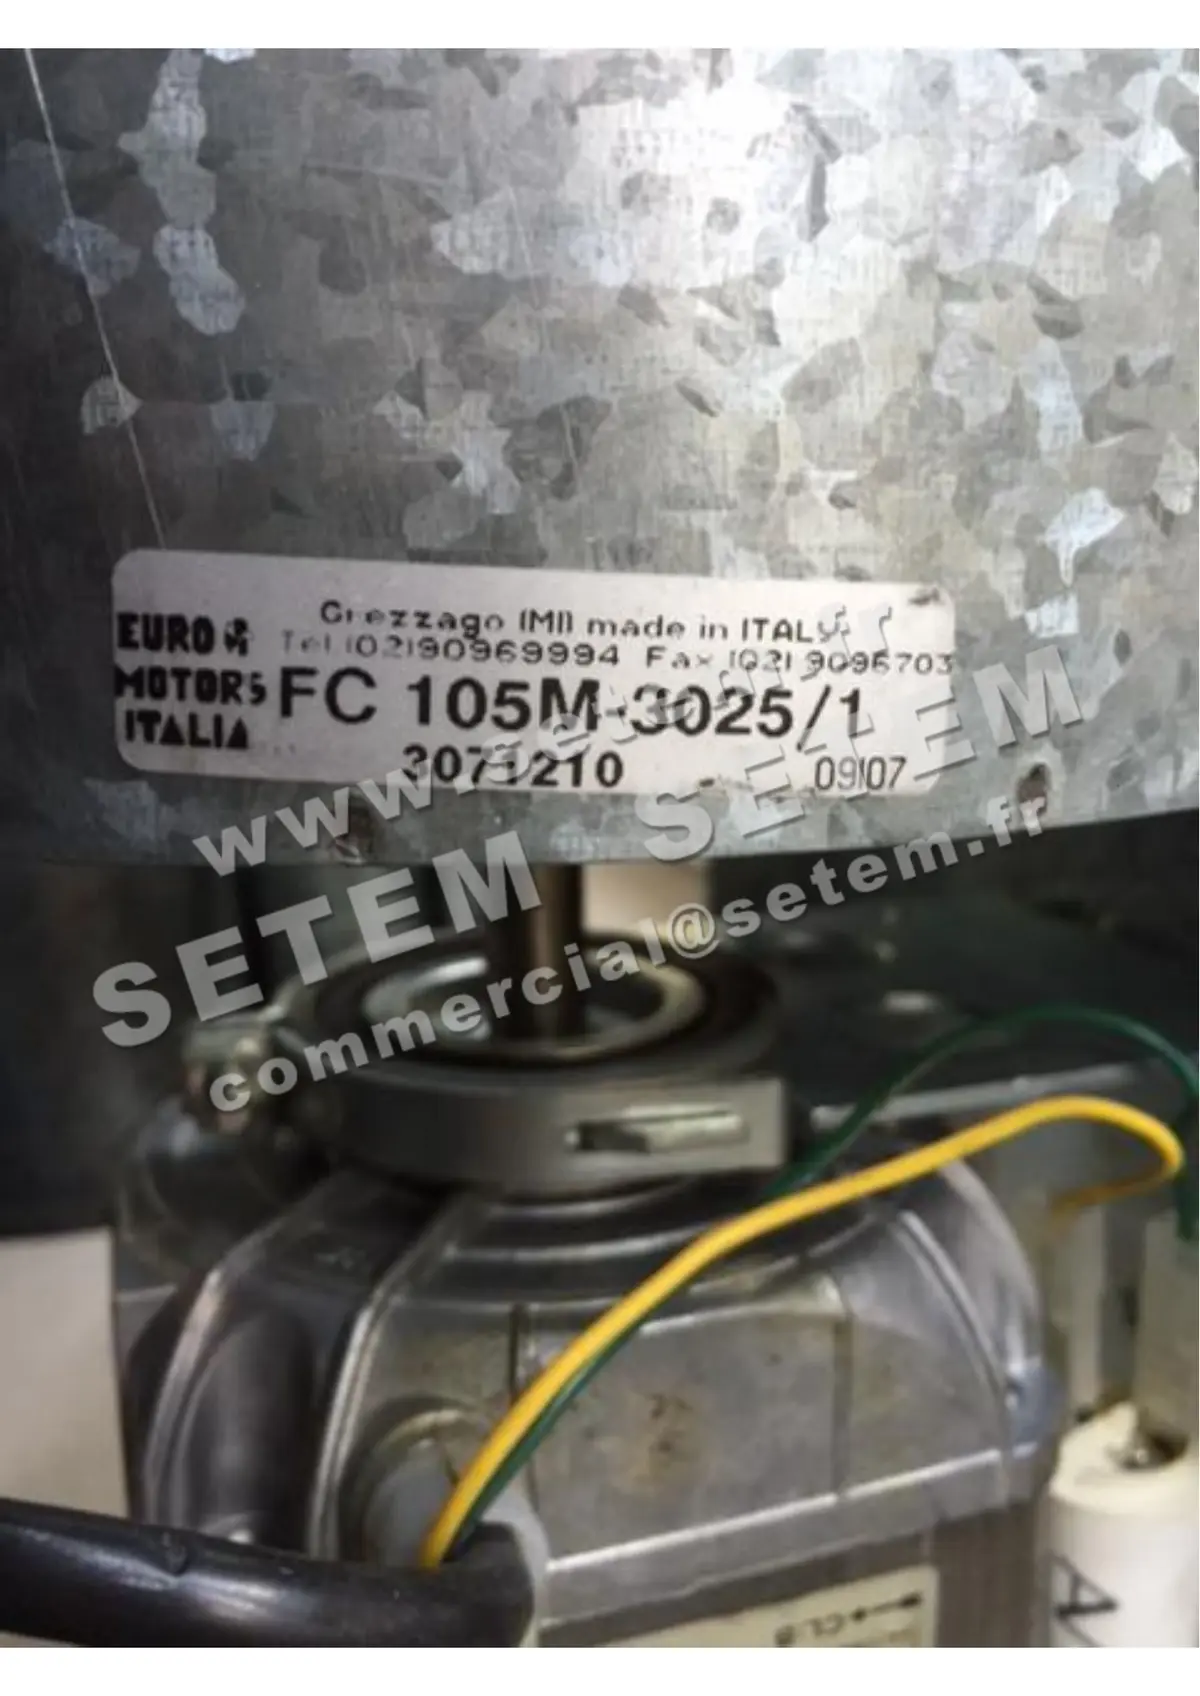 Grezzago (MI) made in ITALY
EURO
Tel (02)90969994 Fax (02) 9096703
MOTORS FC 105M-3025/1
ITALIA
3071210 09/07
www.setem.fr
SETEM SETEM
commercial@setem.fr